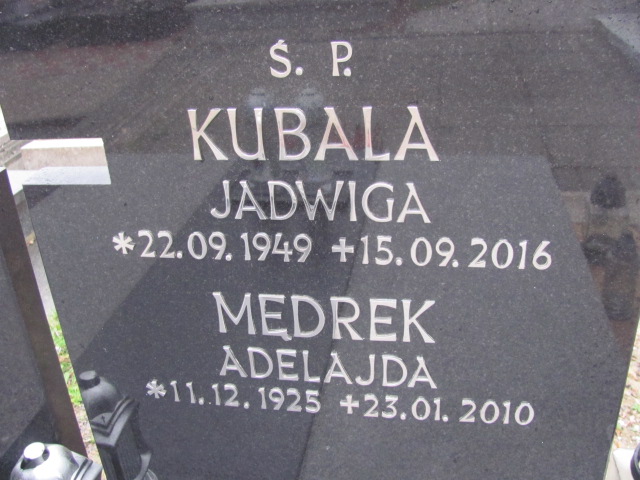 Ś. P.
KUBALA
JADWIGA
*22.09.1949 +15.09.2016
MĘDREK
ADELAJDA
*11.12.1925 +23.01.2010